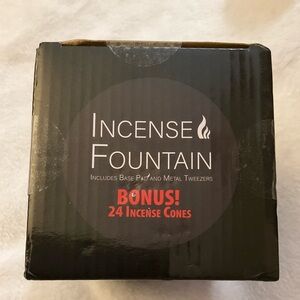 INCENSE
FOUNTAIN
INCLUDES BASE PAD AND METAL TWEEZERS
BONUS!
24 INCENSE CONES